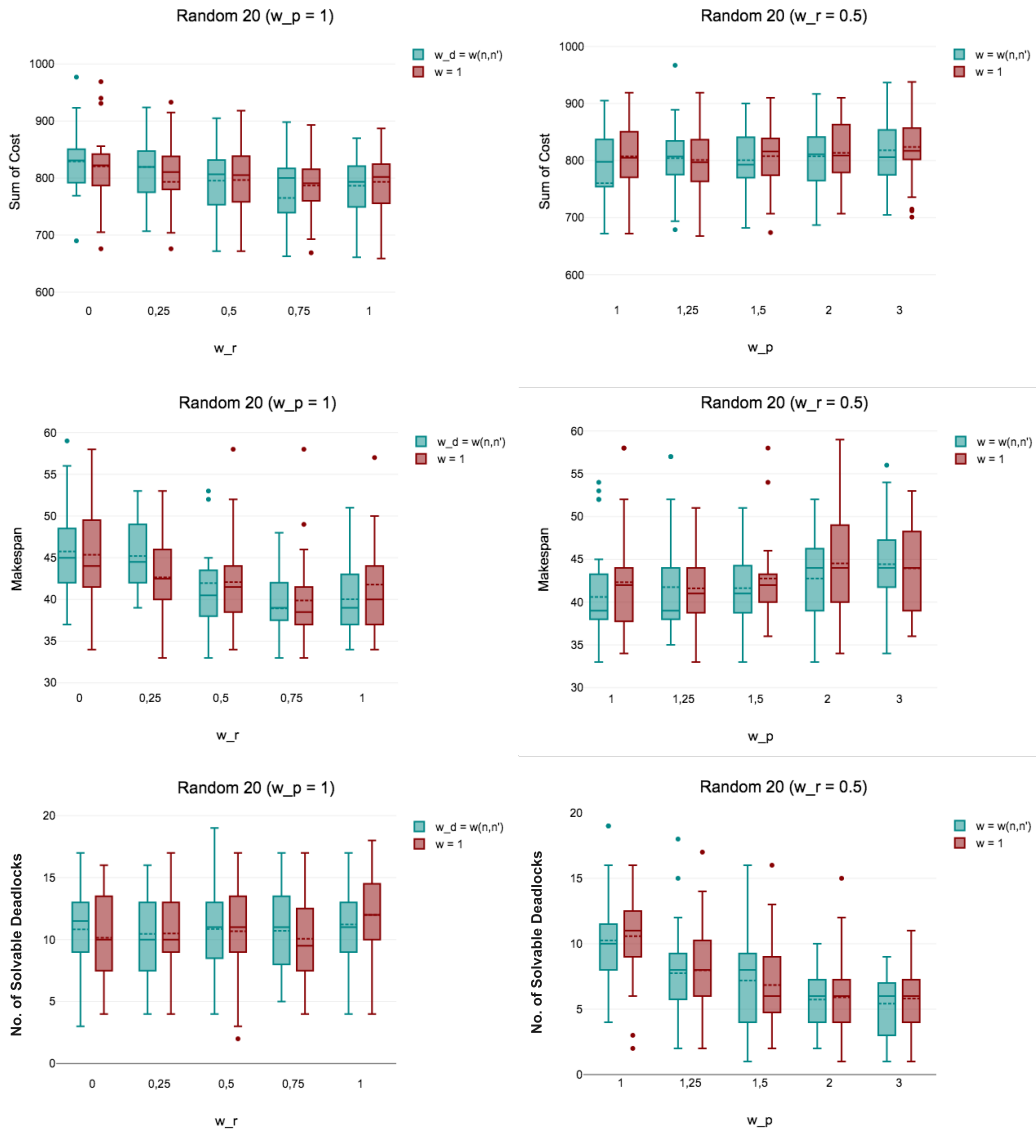 Random 20 (w_p = 1)
w_d = w(n,n')
w = 1
Sum of Cost
1000
900
800
700
600
0 0,25 0,5 0,75 1
w_r
Random 20 (w_r = 0.5)
w = w(n,n')
w = 1
Sum of Cost
1000
900
800
700
600
1 1,25 1,5 2 3
w_p
Random 20 (w_p = 1)
w_d = w(n,n')
w = 1
Makespan
60
55
50
45
40
35
30
0 0,25 0,5 0,75 1
w_r
Random 20 (w_r = 0.5)
w = w(n,n')
w = 1
Makespan
60
55
50
45
40
35
30
1 1,25 1,5 2 3
w_p
Random 20 (w_p = 1)
w_d = w(n,n')
w = 1
No. of Solvable Deadlocks
20
15
10
5
0
0 0,25 0,5 0,75 1
w_r
Random 20 (w_r = 0.5)
w = w(n,n')
w = 1
No. of Solvable Deadlocks
20
15
10
5
0
1 1,25 1,5 2 3
w_p